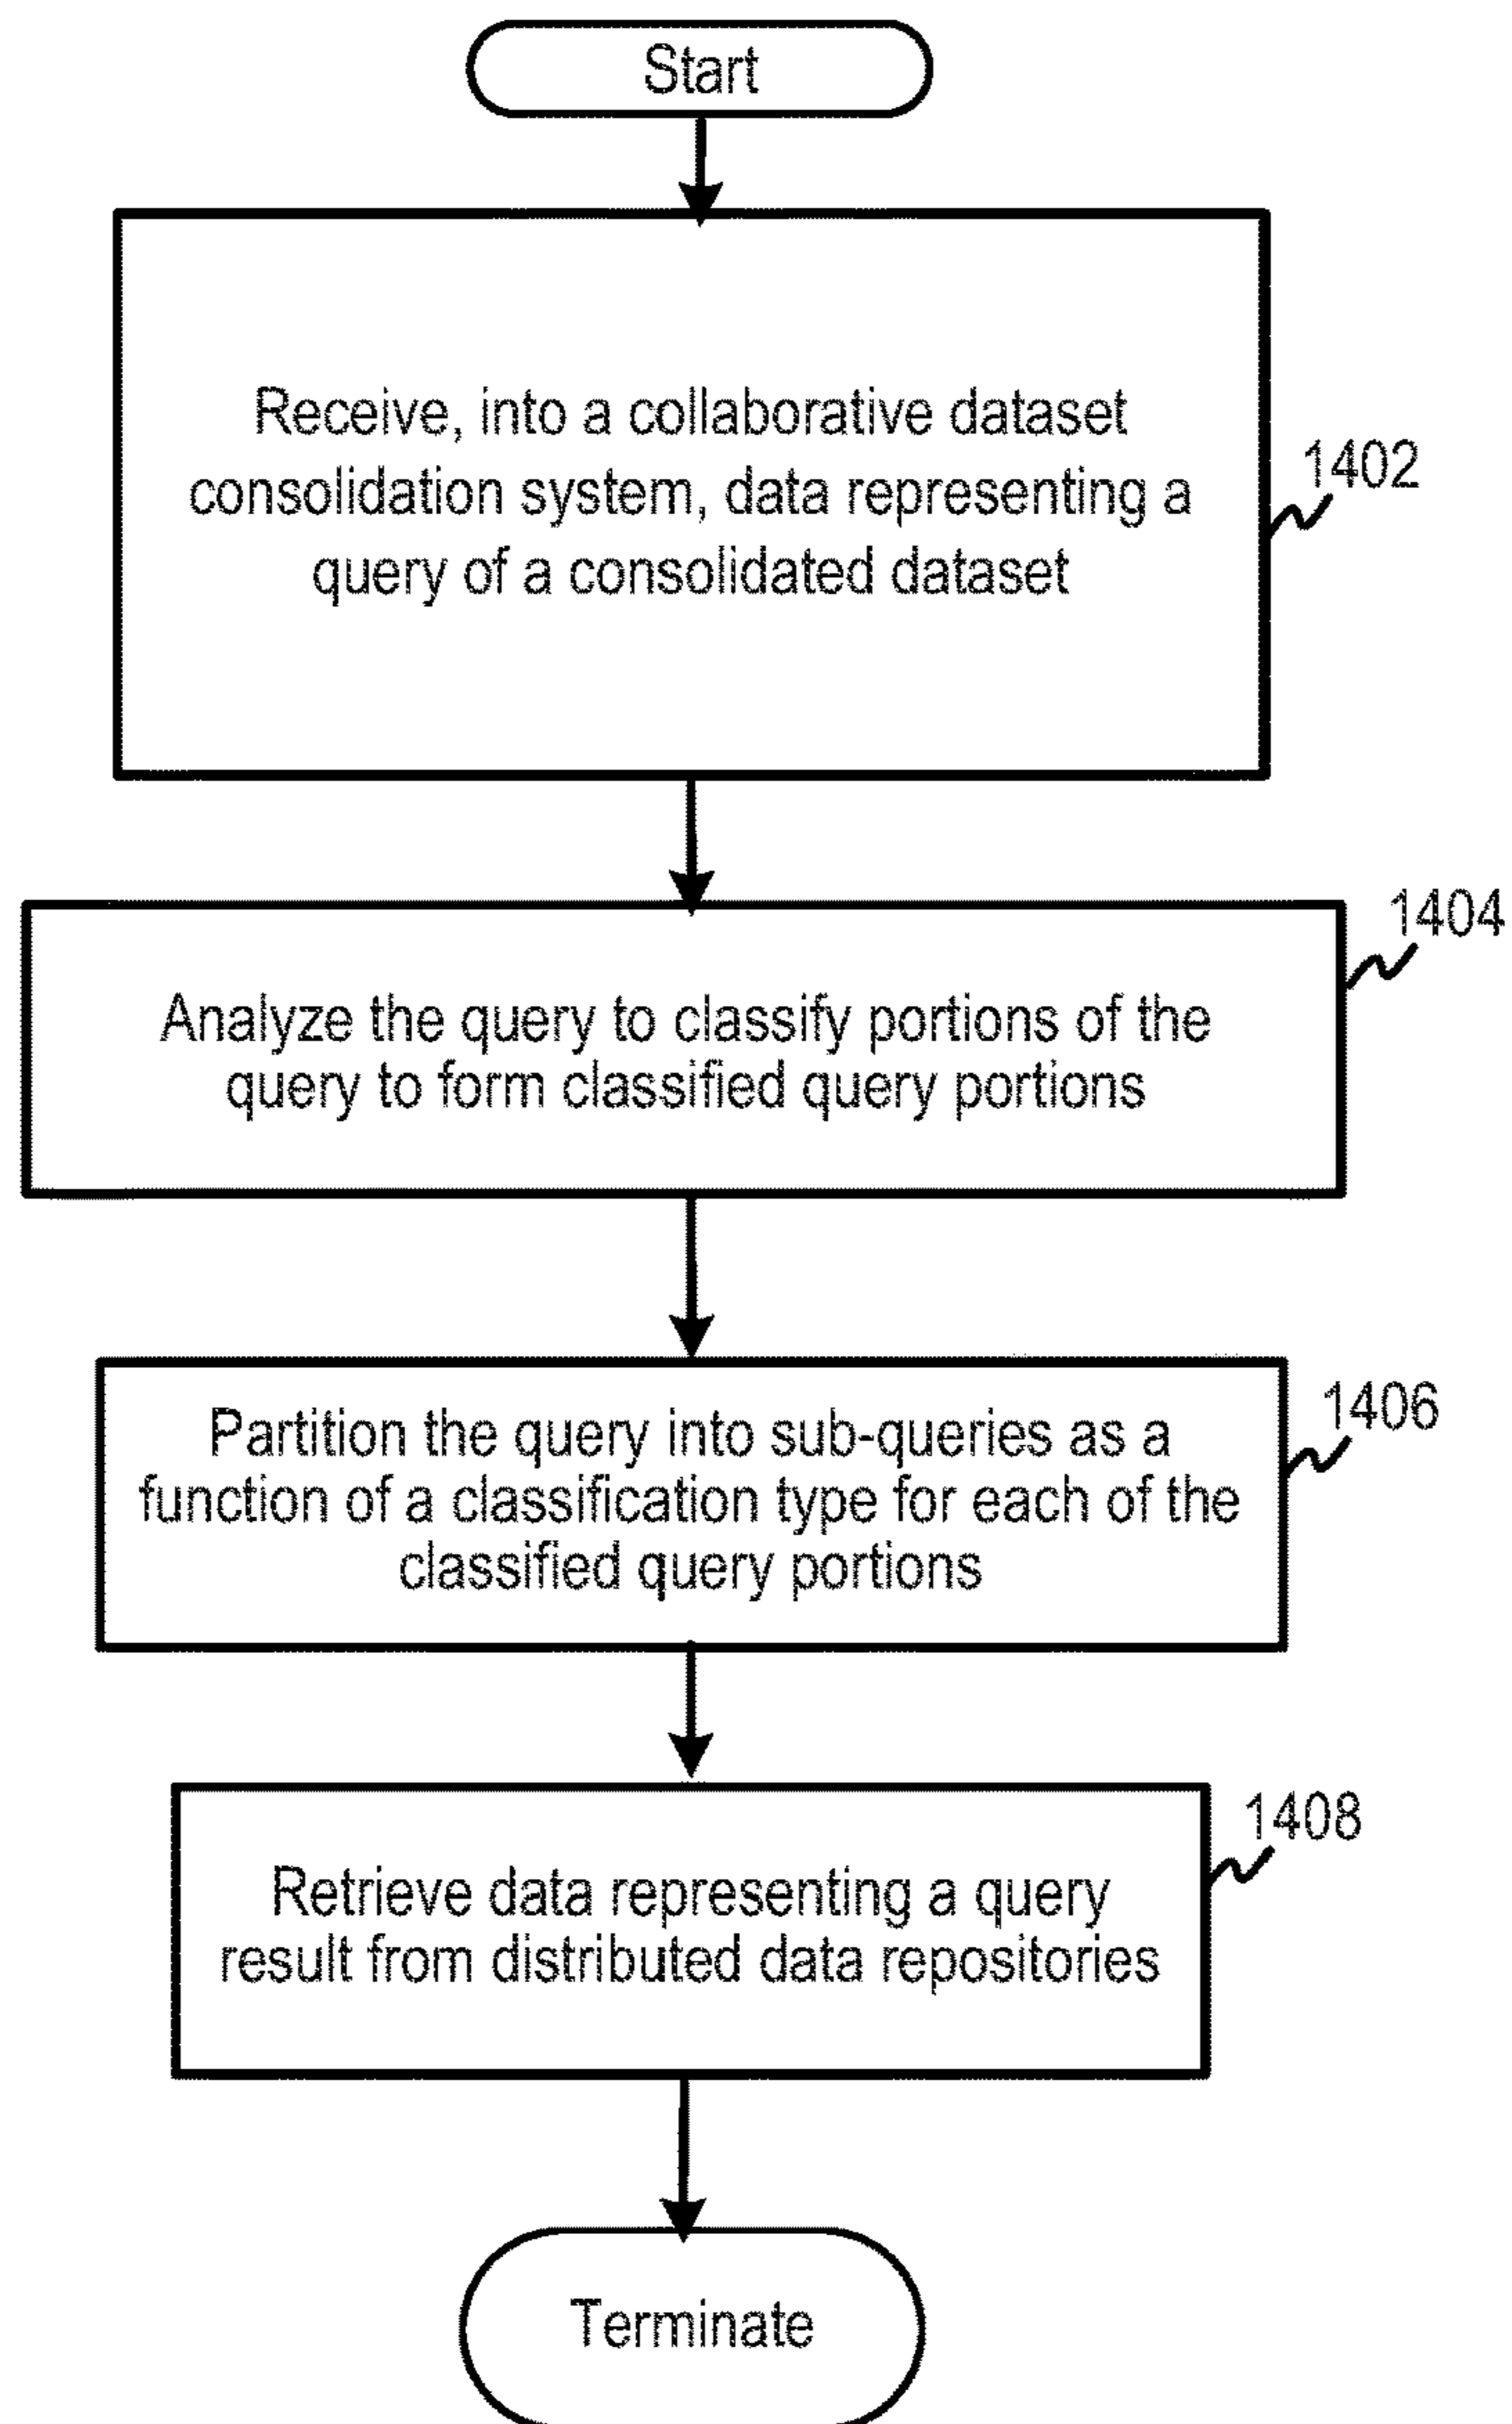 Start
Receive, into a collaborative dataset
consolidation system, data representing a
query of a consolidated dataset
1402
1404
Analyze the query to classify portions of the
query to form classified query portions
1406
Partition the query into sub-queries as a
function of a classification type for each of the
classified query portions
1408
Retrieve data representing a query
result from distributed data repositories
Terminate